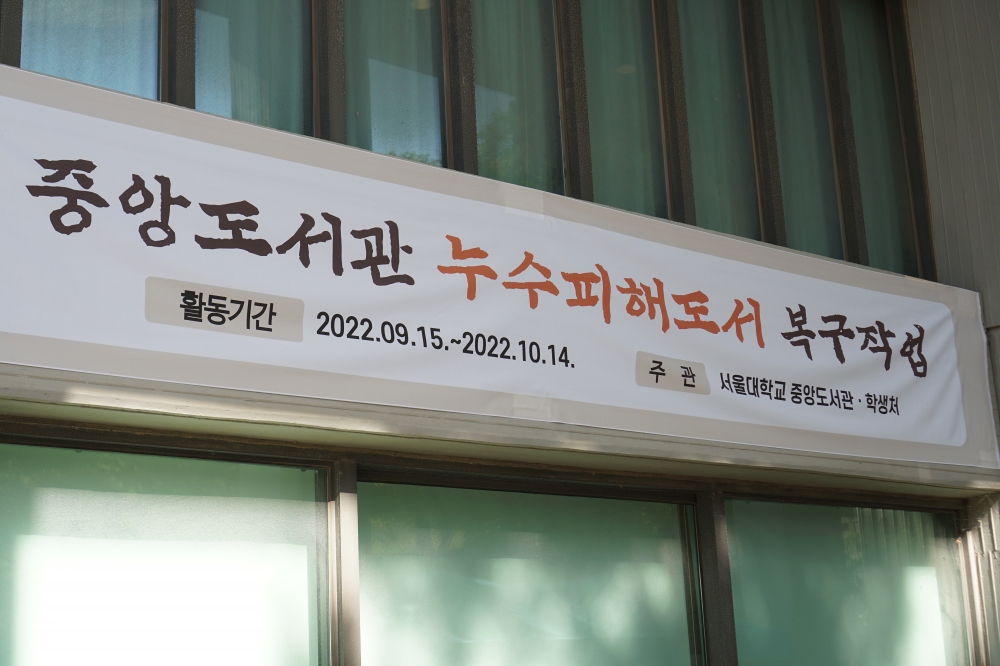 중앙도서관 누수피해도서 복구작업
활동기간 2022.09.15.~2022.10.14.
주 관 서울대학교 중앙도서관 · 학생처